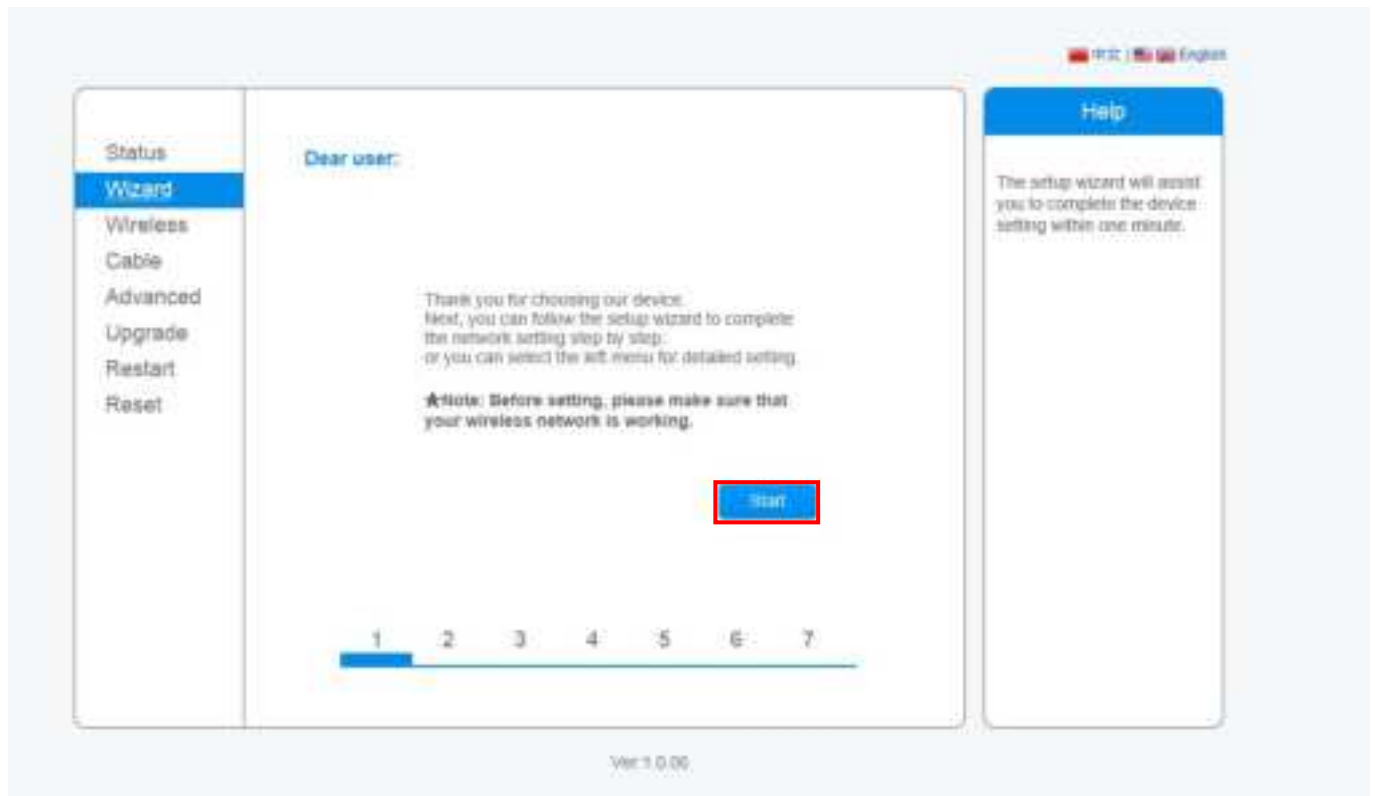 中文 | English
Status
Wizard
Wireless
Cable
Advanced
Upgrade
Restart
Reset
Dear user:
Thank you for choosing our device.
Next, you can follow the setup wizard to complete
the network setting step by step.
or you can select the left menu for detailed setting.
★Note: Before setting, please make sure that
your wireless network is working.
Start
1 2 3 4 5 6 7
Help
The setup wizard will assist
you to complete the device
setting within one minute.
Ver:1.0.06